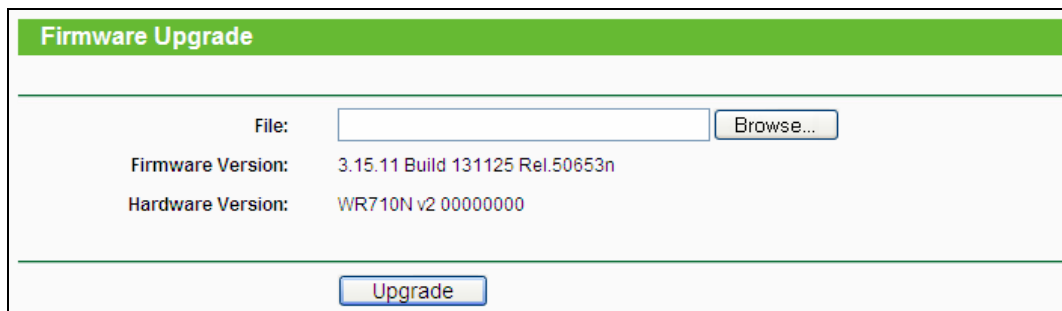 Firmware Upgrade
File: Browse...
Firmware Version: 3.15.11 Build 131125 Rel.50653n
Hardware Version: WR710N v2 00000000
Upgrade